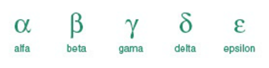 α β γ δ ε
alfa beta gama delta epsilon